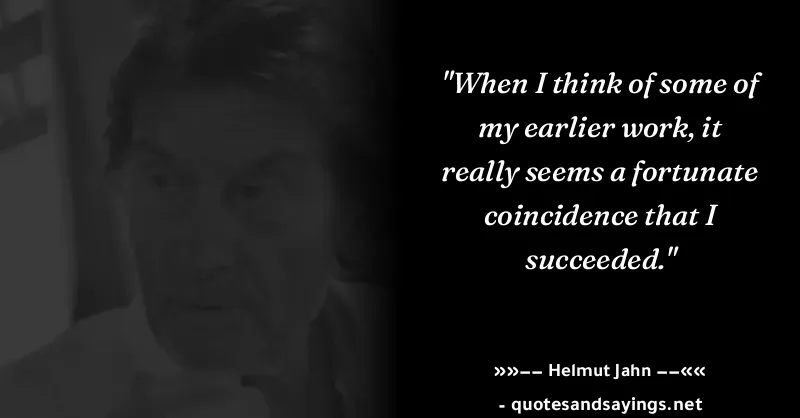 "When I think of some of
my earlier work, it
really seems a fortunate
coincidence that I
succeeded."
»»−− Helmut Jahn −−««
- quotesandsayings.net